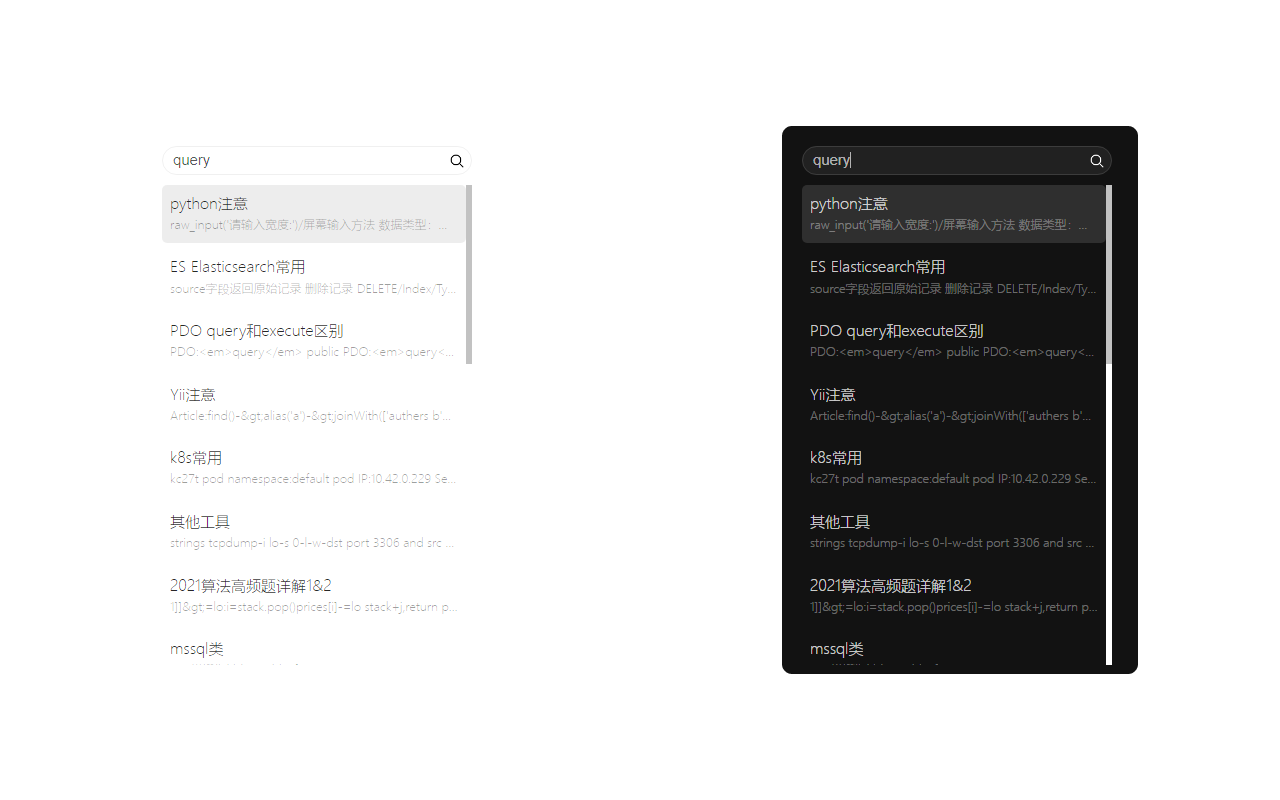 query
python注意
raw_input('请输入宽度:')/屏幕输入方法 数据类型：...
ES Elasticsearch常用
source字段返回原始记录 删除记录 DELETE/Index/Ty...
PDO query和execute区别
PDO:<em>query</em> public PDO:<em>query<...
Yii注意
Article:find()-&gt;alias('a')-&gt;joinWith(['authers b'...
k8s常用
kc27t pod namespace:default pod IP:10.42.0.229 Se...
其他工具
strings tcpdump-i lo-s 0-l-w-dst port 3306 and src ...
2021算法高频题详解1&2
1]]&gt;=lo:i=stack.pop()prices[i]-=lo stack+j,return p...
mssql类
query
python注意
raw_input('请输入宽度:')/屏幕输入方法 数据类型：...
ES Elasticsearch常用
source字段返回原始记录 删除记录 DELETE/Index/Ty...
PDO query和execute区别
PDO:<em>query</em> public PDO:<em>query<...
Yii注意
Article:find()-&gt;alias('a')-&gt;joinWith(['authers b'...
k8s常用
kc27t pod namespace:default pod IP:10.42.0.229 Se...
其他工具
strings tcpdump-i lo-s 0-l-w-dst port 3306 and src ...
2021算法高频题详解1&2
1]]&gt;=lo:i=stack.pop()prices[i]-=lo stack+j,return p...
mssql类